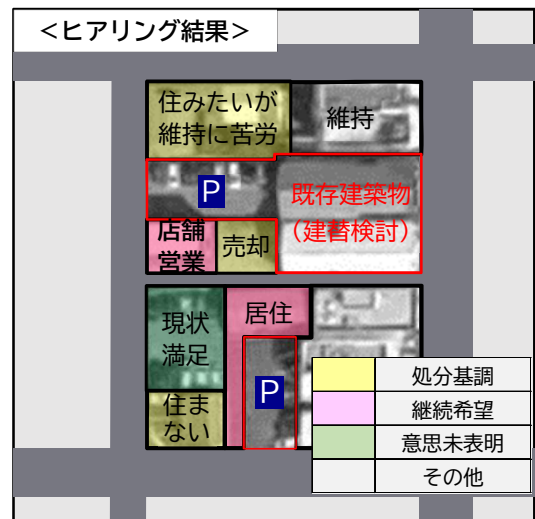 <ヒアリング結果>
住みたいが
維持に苦労
維持
P
既存建築物
(建替検討)
店舗
営業
売却
現状
満足
居住
P
住ま
ない
処分基調
継続希望
意思未表明
その他